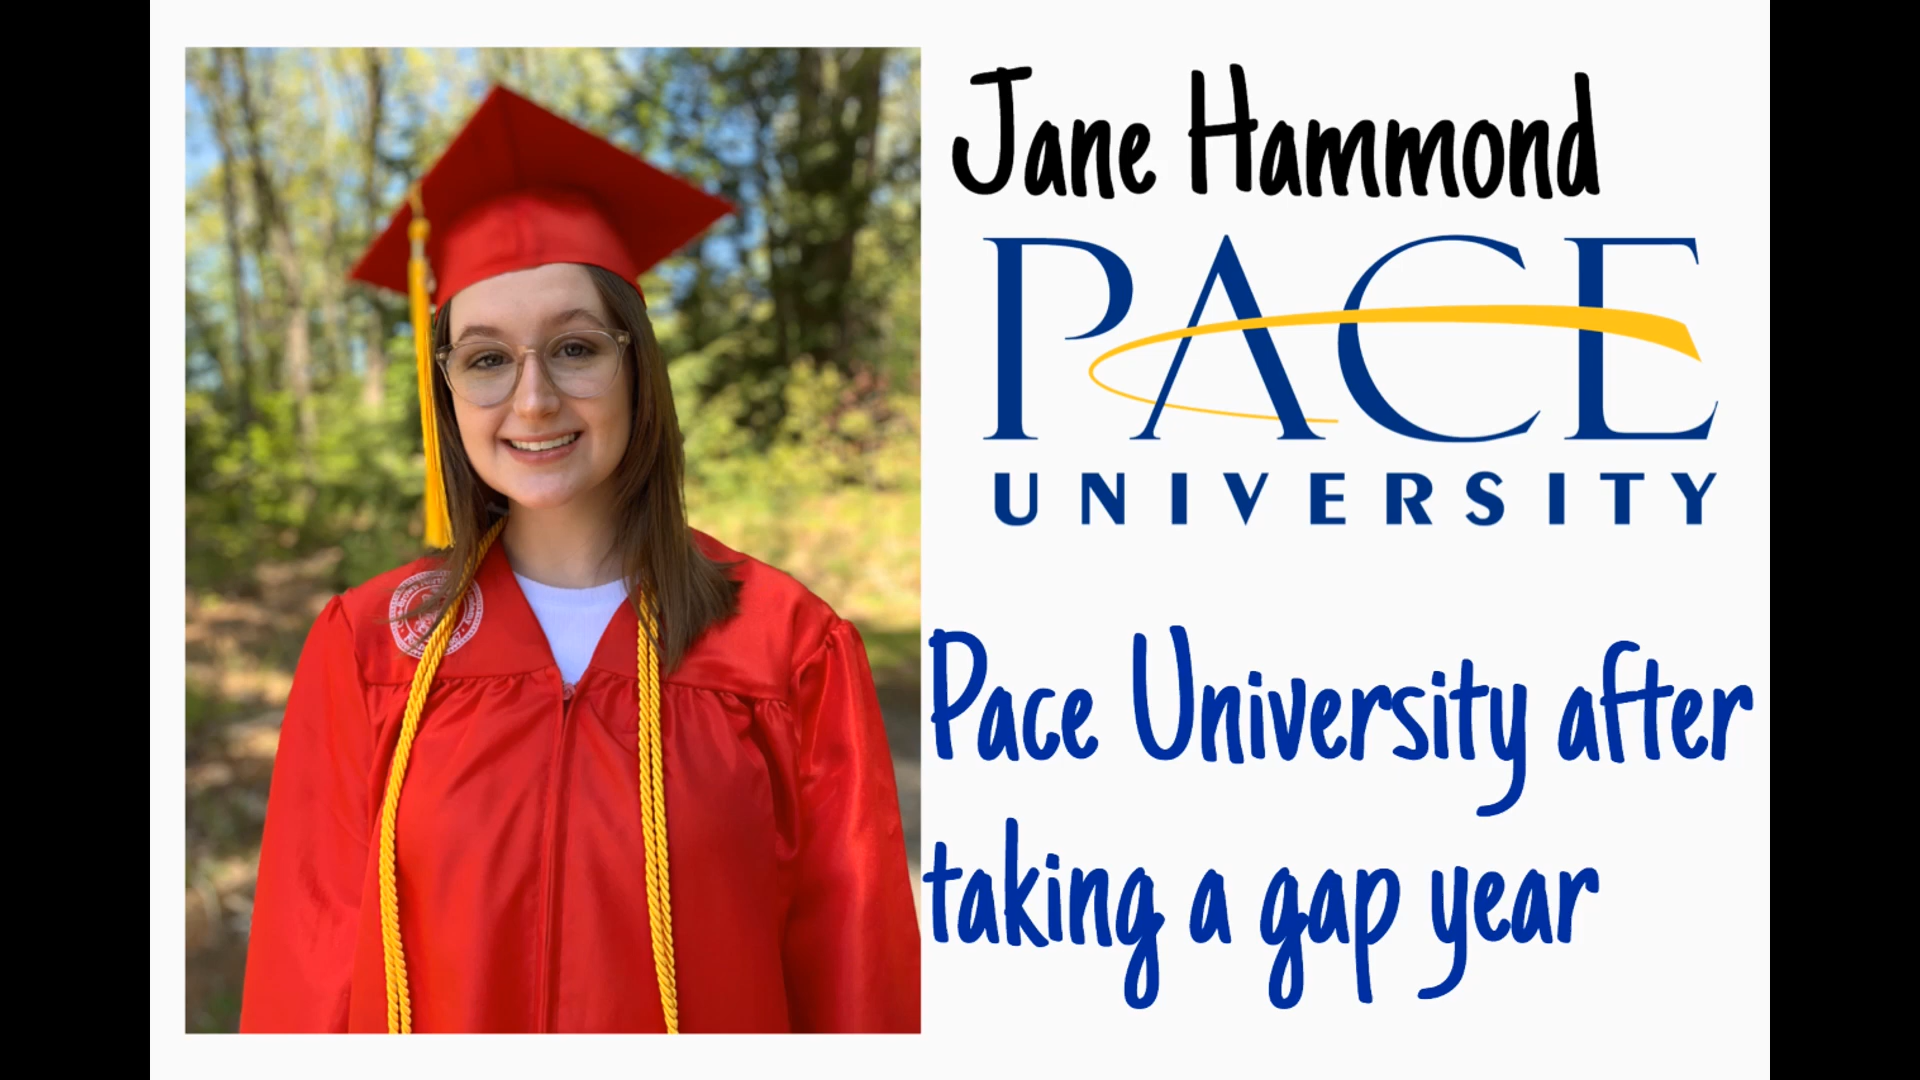 Jane Hammond
PACE
UNIVERSITY
Pace University after
taking a gap year